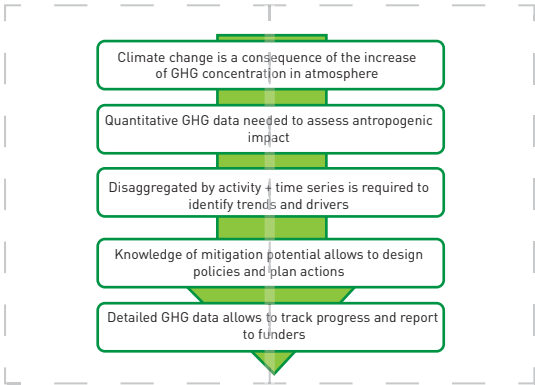 Climate change is a consequence of the increase
of GHG concentration in atmosphere
Quantitative GHG data needed to assess antropogenic
impact
Disaggregated by activity + time series is required to
identify trends and drivers
Knowledge of mitigation potential allows to design
policies and plan actions
Detailed GHG data allows to track progress and report
to funders